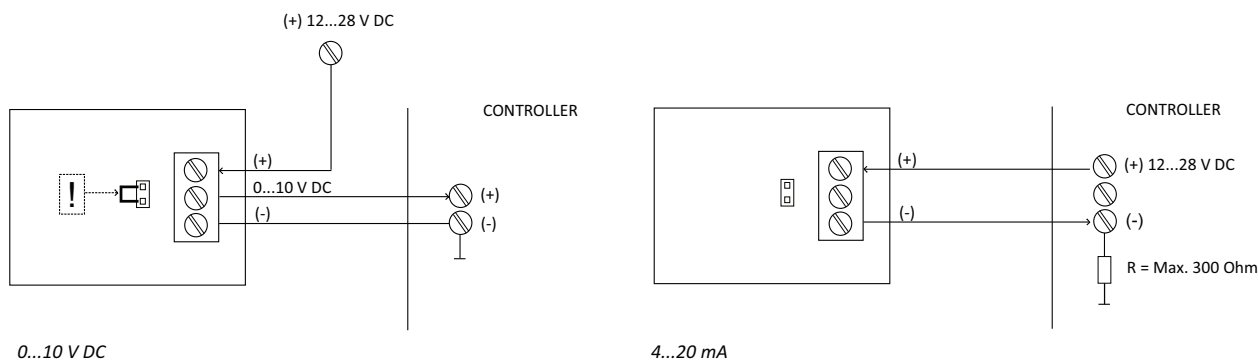 (+) 12...28 V DC
CONTROLLER
(+)
0...10 V DC
(-)
(+)
(-)
!
0...10 V DC
CONTROLLER
(+)
(+) 12...28 V DC
(-)
(-)
R = Max. 300 Ohm
4...20 mA